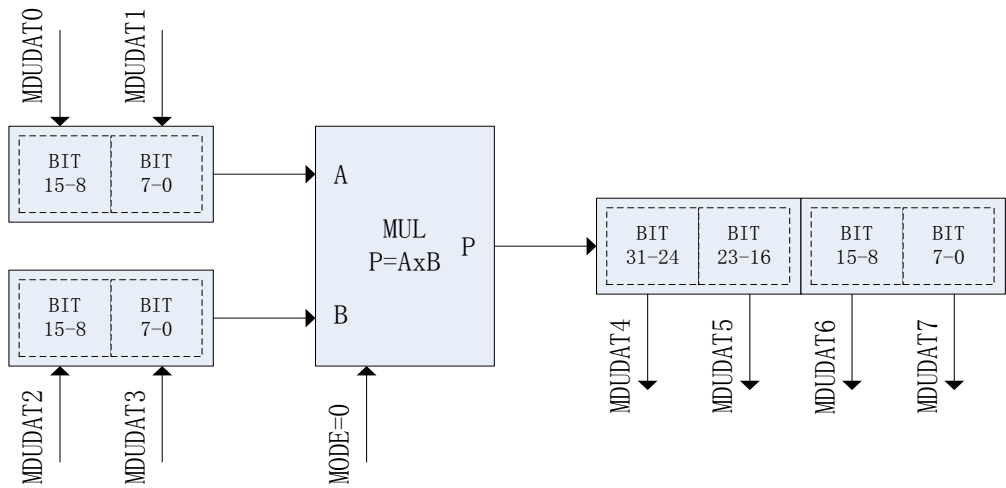 MDUDAT0
MDUDAT1
BIT
15-8
BIT
7-0
A
MUL
P=AxB
P
BIT
31-24
BIT
23-16
BIT
15-8
BIT
7-0
BIT
15-8
BIT
7-0
B
MDUDAT2
MDUDAT3
MODE=0
MDUDAT4
MDUDAT5
MDUDAT6
MDUDAT7